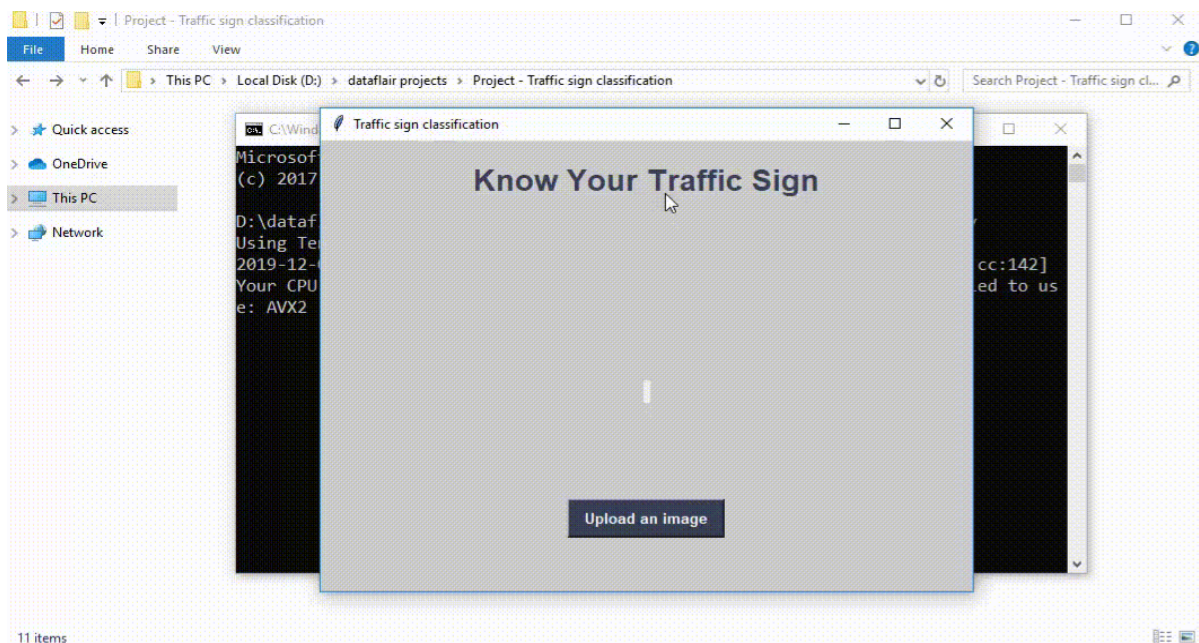 Project - Traffic sign classification
File Home Share View
This PC > Local Disk (D:) > dataflair projects > Project - Traffic sign classification
Search Project - Traffic sign cl...
Quick access
OneDrive
This PC
Network
C:\Wind
Traffic sign classification
Microsof
(c) 2017
Know Your Traffic Sign
D:\dataf
Using Te
2019-12- cc:142]
Your CPU ed to us
e: AVX2
Upload an image
11 items